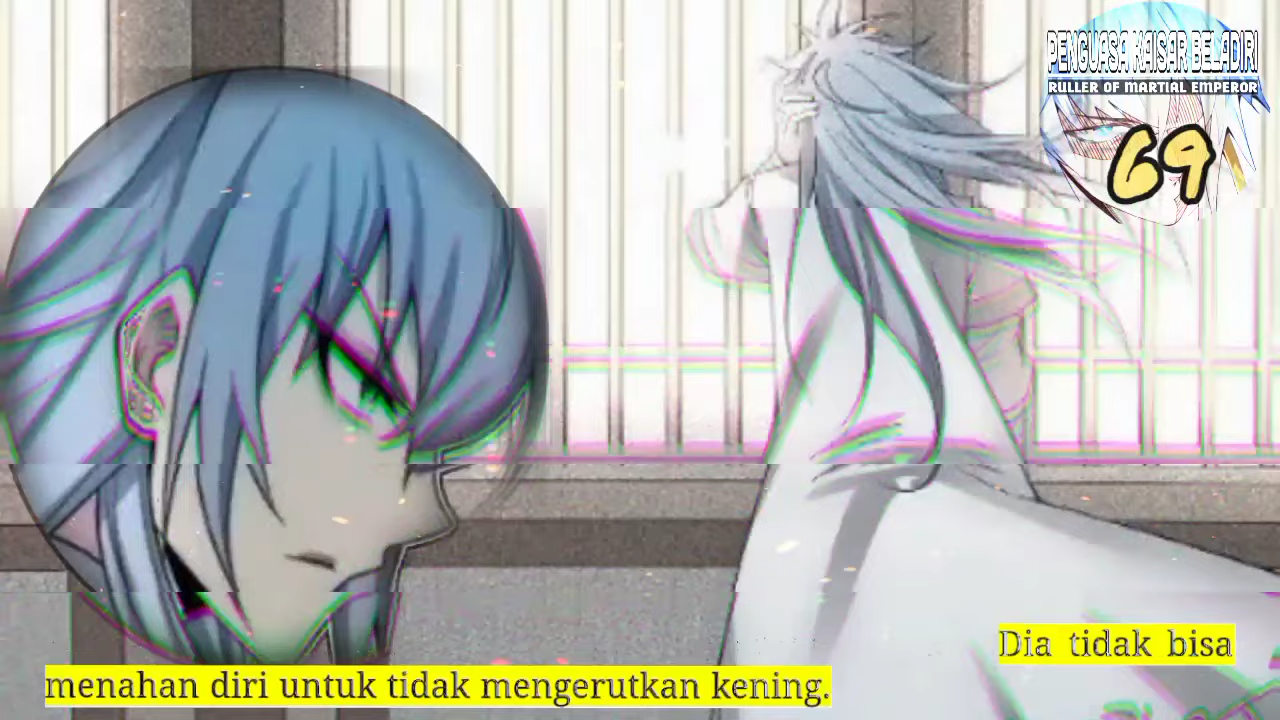 PENGUASA KAISAR BELADIRI
RULLER OF MARTIAL EMPEROR
69
Dia tidak bisa
menahan diri untuk tidak mengerutkan kening.